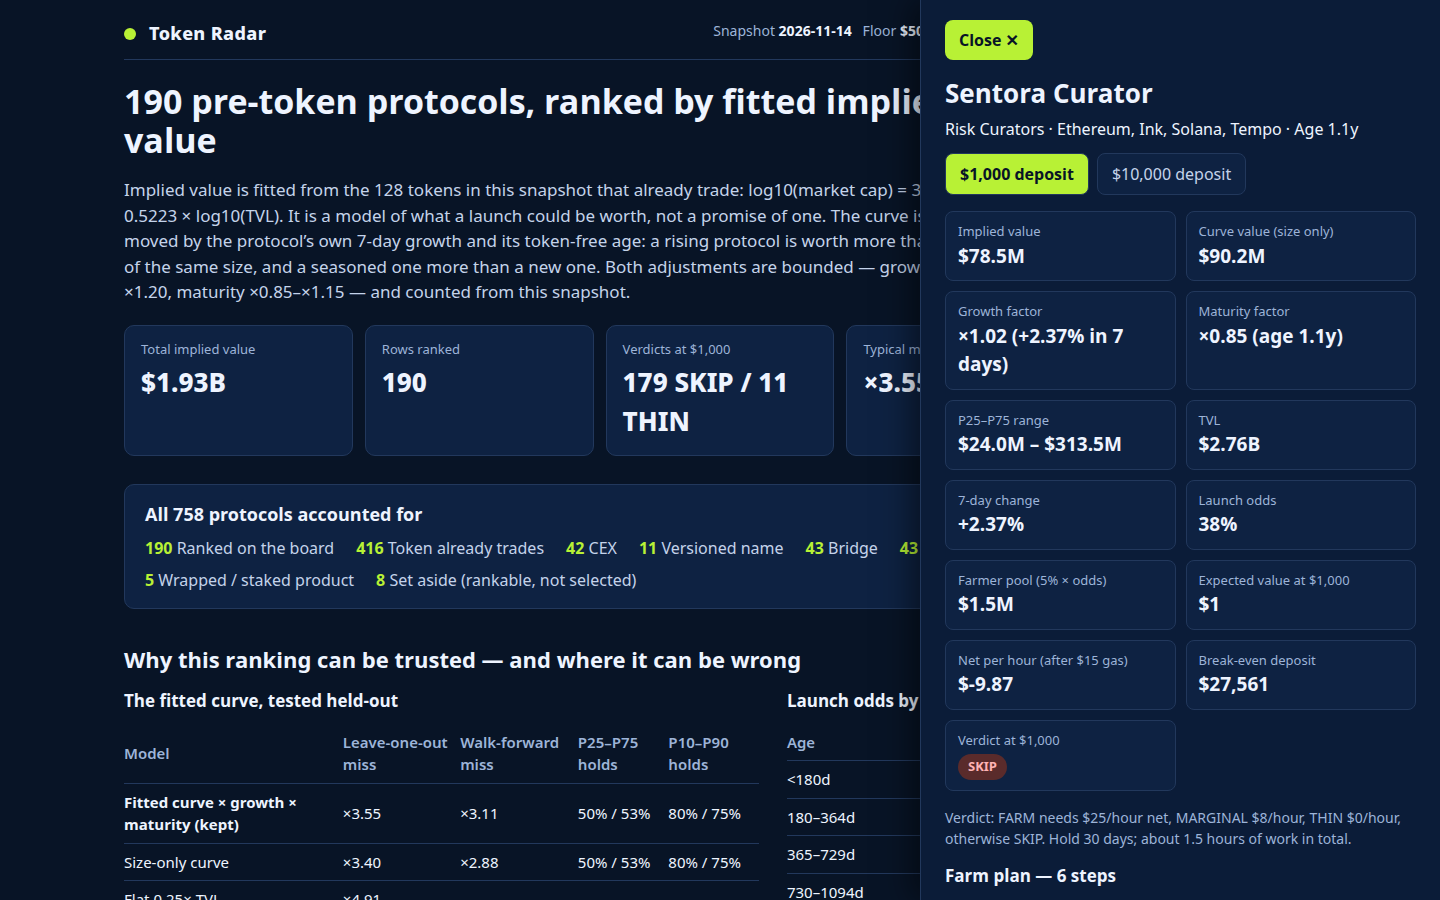 Token Radar
Snapshot 2026-11-14 Floor $50
190 pre-token protocols, ranked by fitted implie
value
Implied value is fitted from the 128 tokens in this snapshot that already trade: log10(market cap) = 3
0.5223 × log10(TVL). It is a model of what a launch could be worth, not a promise of one. The curve is
moved by the protocol’s own 7-day growth and its token-free age: a rising protocol is worth more tha
of the same size, and a seasoned one more than a new one. Both adjustments are bounded — grow
×1.20, maturity ×0.85–×1.15 — and counted from this snapshot.
Total implied value
$1.93B
Rows ranked
190
Verdicts at $1,000
179 SKIP / 11
THIN
Typical m
×3.55
All 758 protocols accounted for
190 Ranked on the board 416 Token already trades 42 CEX 11 Versioned name 43 Bridge 43
5 Wrapped / staked product 8 Set aside (rankable, not selected)
Why this ranking can be trusted — and where it can be wrong
The fitted curve, tested held-out
Model Leave-one-out miss Walk-forward miss P25–P75 holds P10–P90 holds
Fitted curve × growth × maturity (kept) ×3.55 ×3.11 50% / 53% 80% / 75%
Size-only curve ×3.40 ×2.88 50% / 53% 80% / 75%
Flat 0.25× TVL ×4.91
Launch odds by
Age
<180d
180–364d
365–729d
730–1094d
Close ✕
Sentora Curator
Risk Curators · Ethereum, Ink, Solana, Tempo · Age 1.1y
$1,000 deposit $10,000 deposit
Implied value
$78.5M
Curve value (size only)
$90.2M
Growth factor
×1.02 (+2.37% in 7
days)
Maturity factor
×0.85 (age 1.1y)
P25–P75 range
$24.0M – $313.5M
TVL
$2.76B
7-day change
+2.37%
Launch odds
38%
Farmer pool (5% × odds)
$1.5M
Expected value at $1,000
$1
Net per hour (after $15 gas)
$-9.87
Break-even deposit
$27,561
Verdict at $1,000
SKIP
Verdict: FARM needs $25/hour net, MARGINAL $8/hour, THIN $0/hour,
otherwise SKIP. Hold 30 days; about 1.5 hours of work in total.
Farm plan — 6 steps